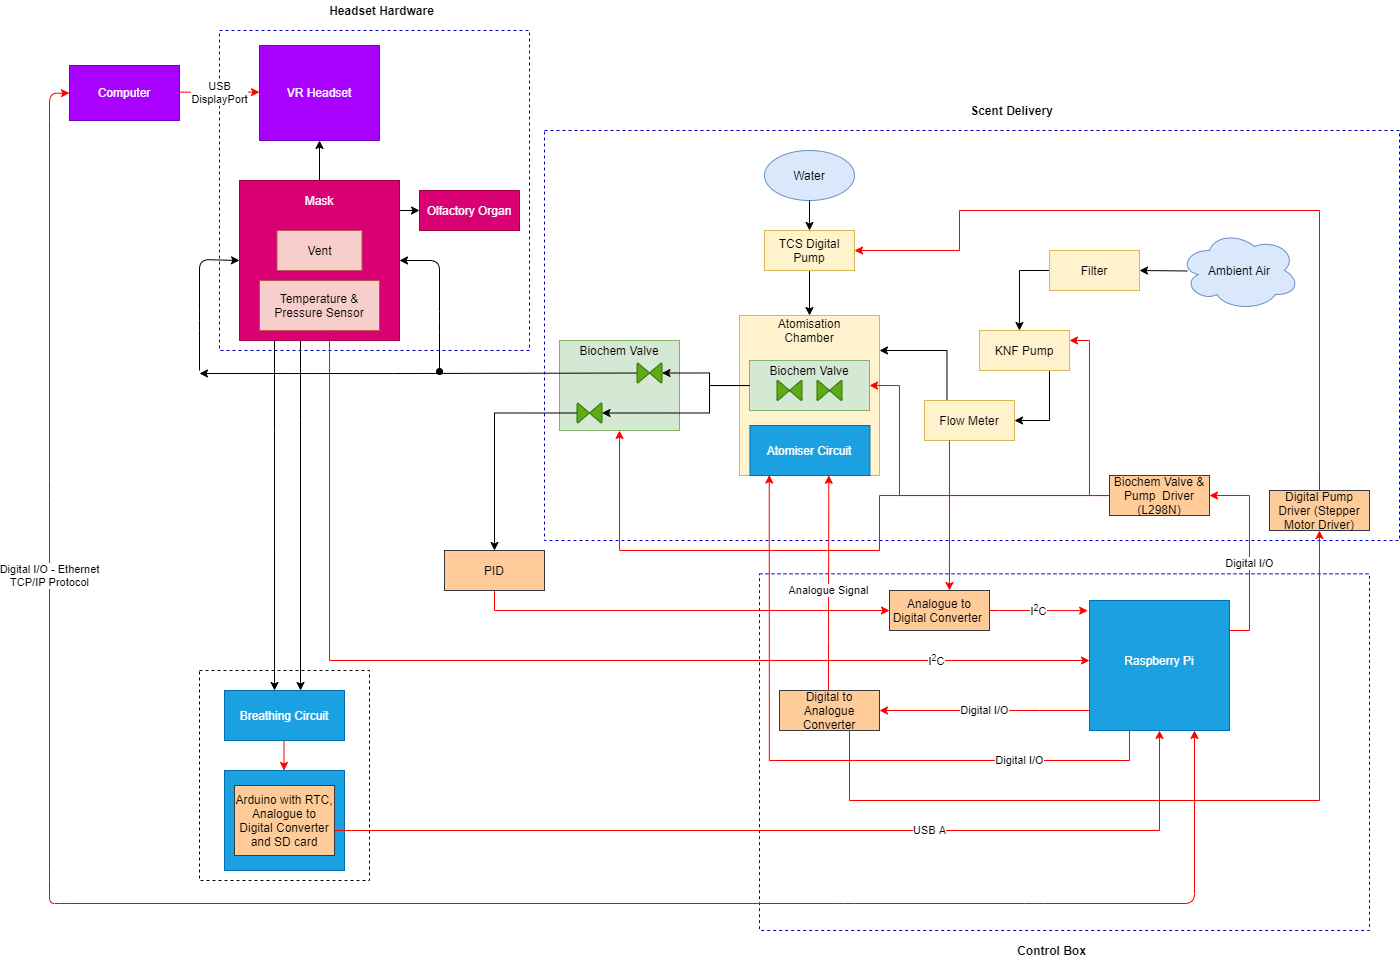 Headset Hardware
Computer
USB
DisplayPort
VR Headset
Mask
Olfactory Organ
Vent
Temperature &
Pressure Sensor
Scent Delivery
Water
TCS Digital
Pump
Filter
Ambient Air
Atomisation
Chamber
KNF Pump
Biochem Valve
Biochem Valve
Flow Meter
Atomiser Circuit
Biochem Valve &
Pump Driver
(L298N)
Digital Pump
Driver (Stepper
Motor Driver)
Digital I/O - Ethernet
TCP/IP Protocol
PID
Digital I/O
Analogue Signal
Analogue to
Digital Converter
I2C
I2C
Raspberry Pi
Breathing Circuit
Digital to
Analogue
Converter
Digital I/O
Digital I/O
Arduino with RTC,
Analogue to
Digital Converter
and SD card
USB A
Control Box